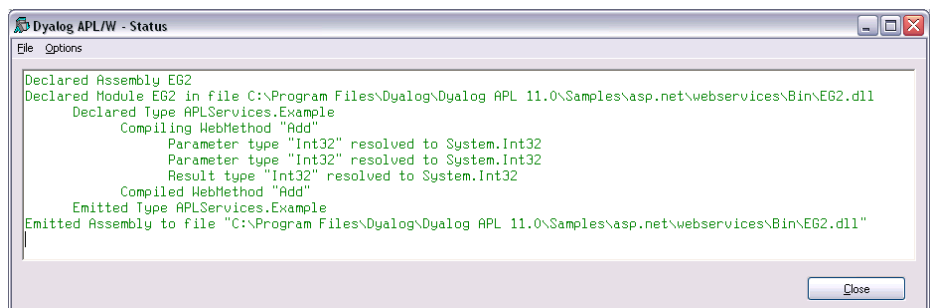 Dyalog APL/W - Status
File Options
Declared Assembly EG2
Declared Module EG2 in file C:\Program Files\Dyalog\Dyalog APL 11.0\Samples\asp.net\webservices\Bin\EG2.dll
Declared Type APLServices.Example
Compiling WebMethod "Add"
Parameter type "Int32" resolved to System.Int32
Parameter type "Int32" resolved to System.Int32
Result type "Int32" resolved to System.Int32
Compiled WebMethod "Add"
Emitted Type APLServices.Example
Emitted Assembly to file "C:\Program Files\Dyalog\Dyalog APL 11.0\Samples\asp.net\webservices\Bin\EG2.dll"
Close